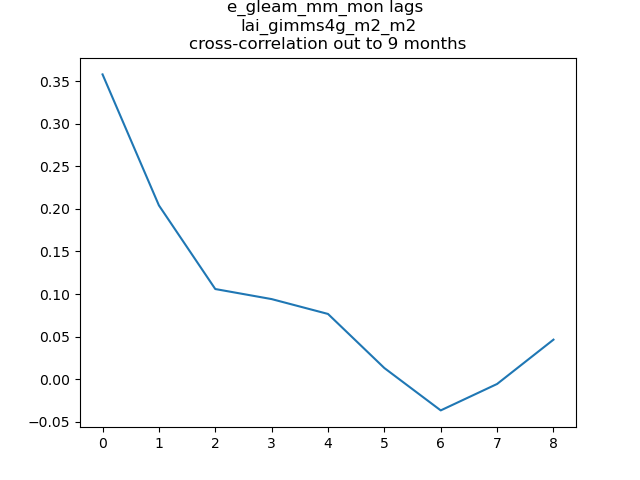 e_gleam_mm_mon lags
lai_gimms4g_m2_m2
cross-correlation out to 9 months
0.35
0.30
0.25
0.20
0.15
0.10
0.05
0.00
−0.05
0 1 2 3 4 5 6 7 8